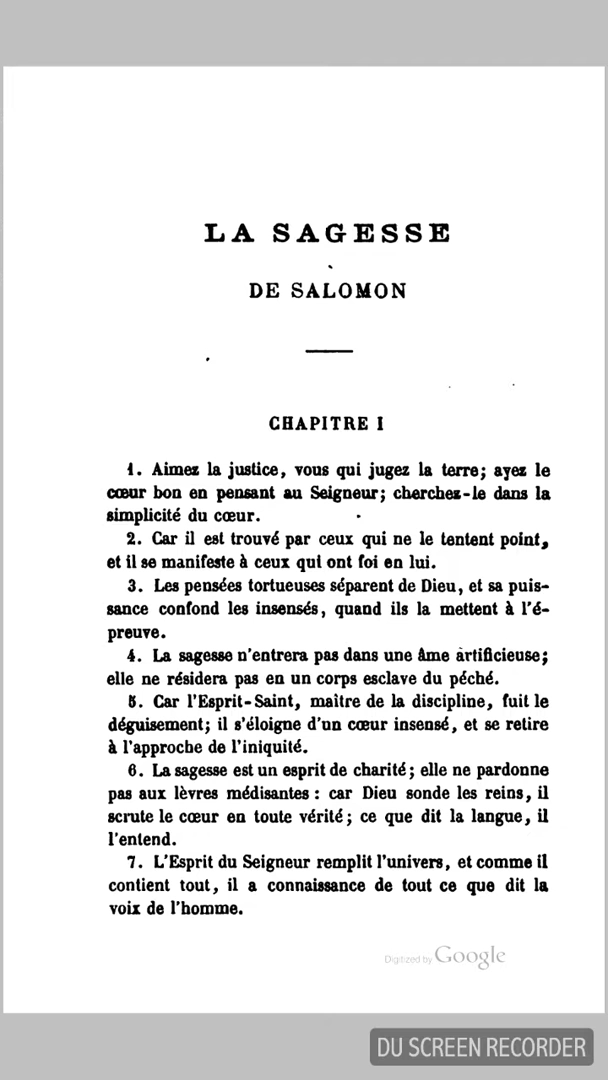 LA SAGESSE
DE SALOMON
CHAPITRE I
1. Aimez la justice, vous qui jugez la terre; ayez le
cœur bon en pensant au Seigneur; cherchez-le dans la
simplicité du cœur.
2. Car il est trouvé par ceux qui ne le tentent point,
et il se manifeste à ceux qui ont foi en lui.
3. Les pensées tortueuses séparent de Dieu, et sa puis-
sance confond les insensés, quand ils la mettent à l'é-
preuve.
4. La sagesse n'entrera pas dans une âme artificieuse;
elle ne résidera pas en un corps esclave du péché.
5. Car l'Esprit-Saint, maître de la discipline, fuit le
déguisement; il s'éloigne d'un cœur insensé, et se retire
à l'approche de l'iniquité.
6. La sagesse est un esprit de charité; elle ne pardonne
pas aux lèvres médisantes : car Dieu sonde les reins, il
scrute le cœur en toute vérité; ce que dit la langue, il
l'entend.
7. L'Esprit du Seigneur remplit l'univers, et comme il
contient tout, il a connaissance de tout ce que dit la
voix de l'homme.
Digitized by Google
DU SCREEN RECORDER